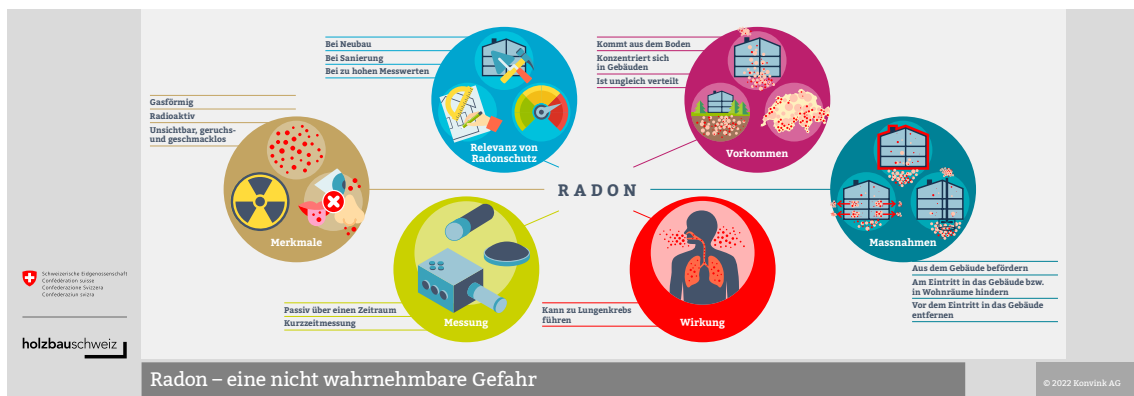 Bei Neubau
Bei Sanierung
Bei zu hohen Messwerten
Relevanz von
Radonschutz
Kommt aus dem Boden
Konzentriert sich
in Gebäuden
Ist ungleich verteilt
Vorkommen
Gasförmig
Radioaktiv
Unsichtbar, geruchs-
und geschmacklos
Merkmale
RADON
Massnahmen
Aus dem Gebäude befördern
Am Eintritt in das Gebäude bzw.
in Wohnräume hindern
Vor dem Eintritt in das Gebäude
entfernen
Passiv über einen Zeitraum
Kurzzeitmessung
Messung
Kann zu Lungenkrebs
führen
Wirkung
Schweizerische Eidgenossenschaft
Confédération suisse
Confederazione Svizzera
Confederaziun svizra
holzbauschweiz
Radon – eine nicht wahrnehmbare Gefahr
© 2022 Konvink AG